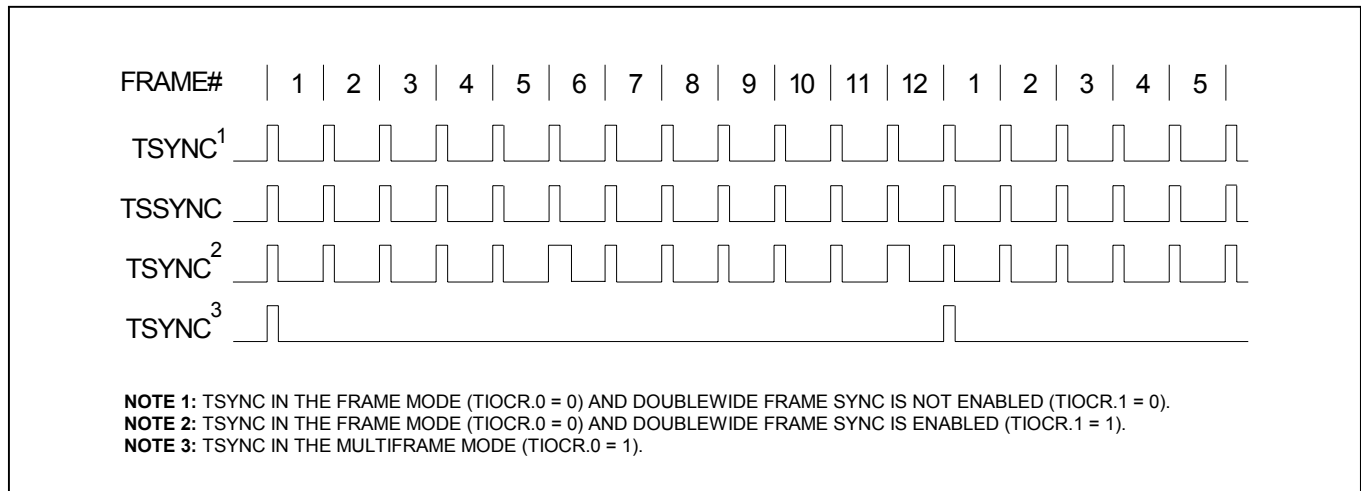 FRAME# 1 2 3 4 5 6 7 8 9 10 11 12 1 2 3 4 5
TSYNC¹
TSSYNC
TSYNC²
TSYNC³
NOTE 1: TSYNC IN THE FRAME MODE (TIOCR.0 = 0) AND DOUBLEWIDE FRAME SYNC IS NOT ENABLED (TIOCR.1 = 0).
NOTE 2: TSYNC IN THE FRAME MODE (TIOCR.0 = 0) AND DOUBLEWIDE FRAME SYNC IS ENABLED (TIOCR.1 = 1).
NOTE 3: TSYNC IN THE MULTIFRAME MODE (TIOCR.0 = 1).